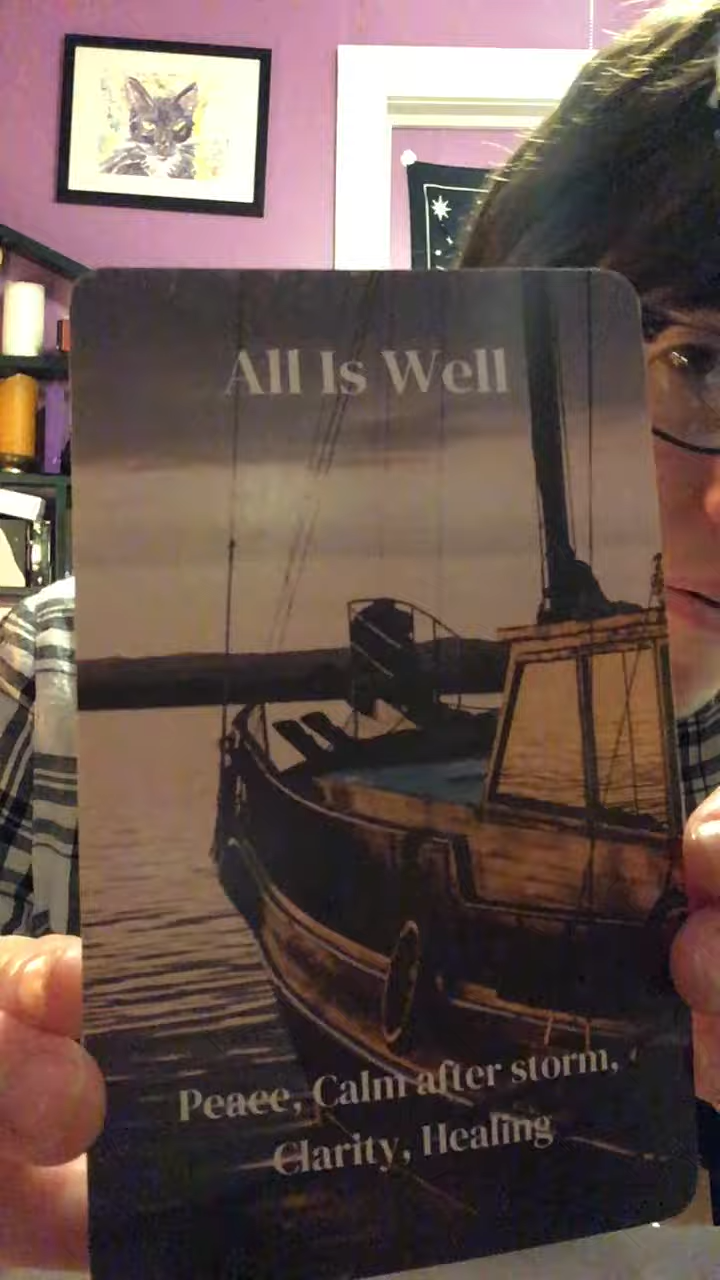 All Is Well
Peace, Calm after storm,
Clarity, Healing